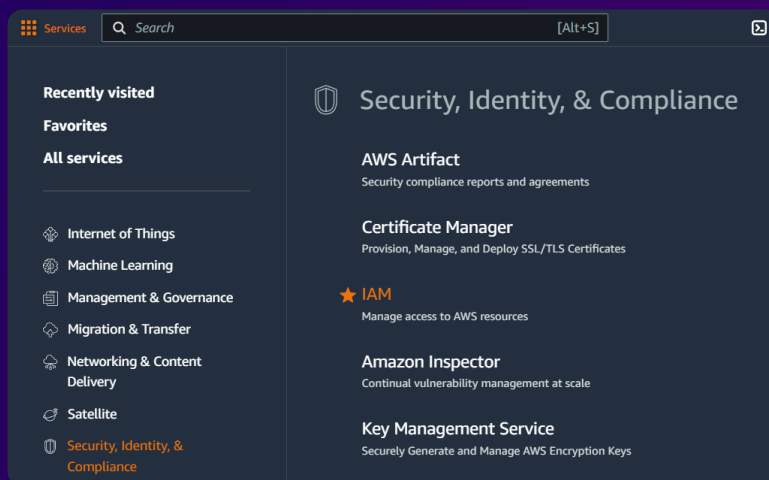 Services
Search [Alt+S]
Recently visited
Favorites
All services
Internet of Things
Machine Learning
Management & Governance
Migration & Transfer
Networking & Content
Delivery
Satellite
Security, Identity, &
Compliance
Security, Identity, & Compliance
AWS Artifact
Security compliance reports and agreements
Certificate Manager
Provision, Manage, and Deploy SSL/TLS Certificates
IAM
Manage access to AWS resources
Amazon Inspector
Continual vulnerability management at scale
Key Management Service
Securely Generate and Manage AWS Encryption Keys